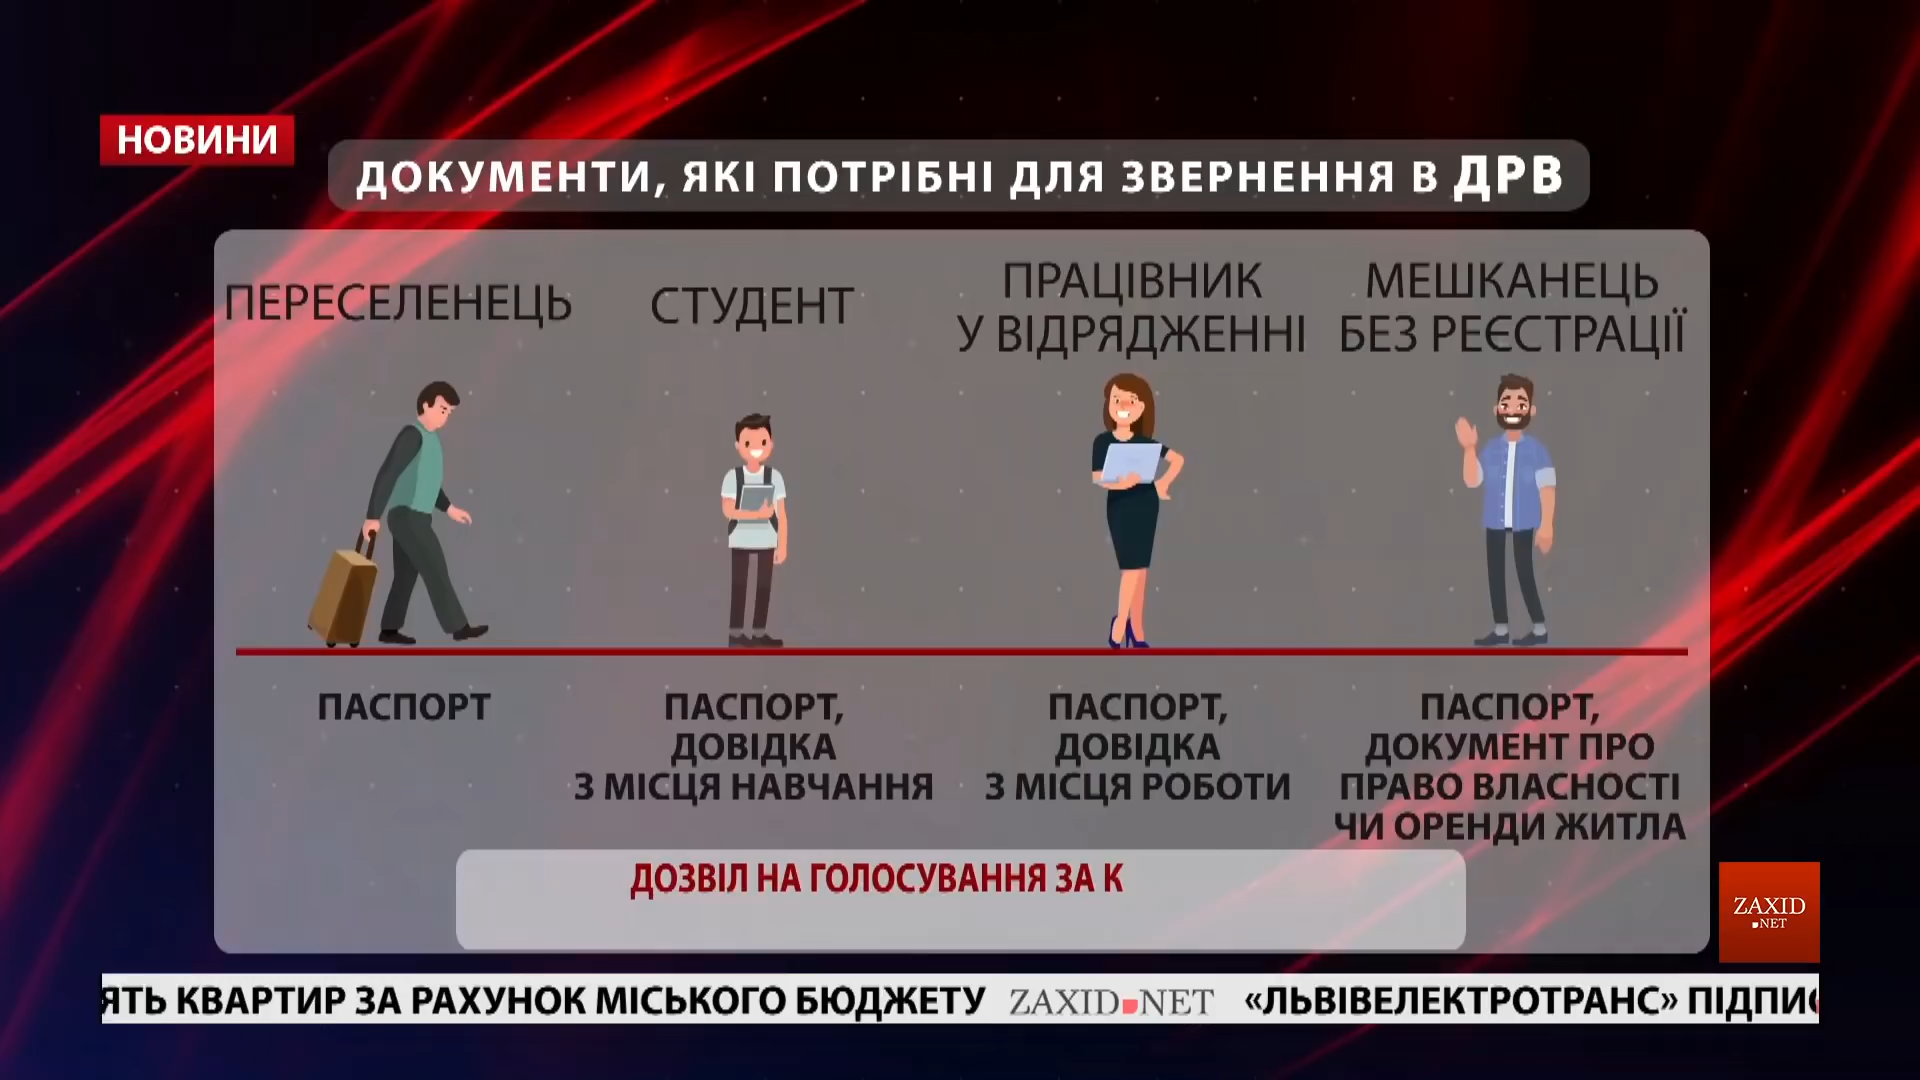 НОВИНИ
ДОКУМЕНТИ, ЯКІ ПОТРІБНІ ДЛЯ ЗВЕРНЕННЯ В ДРВ
ПЕРЕСЕЛЕНЕЦЬ
СТУДЕНТ
ПРАЦІВНИК
У ВІДРЯДЖЕННІ
МЕШКАНЕЦЬ
БЕЗ РЕЄСТРАЦІЇ
ПАСПОРТ
ПАСПОРТ,
ДОВІДКА
З МІСЦЯ НАВЧАННЯ
ПАСПОРТ,
ДОВІДКА
З МІСЦЯ РОБОТИ
ПАСПОРТ,
ДОКУМЕНТ ПРО
ПРАВО ВЛАСНОСТІ
ЧИ ОРЕНДИ ЖИТЛА
ДОЗВІЛ НА ГОЛОСУВАННЯ ЗА К
ZAXID
.NET
ЯТЬ КВАРТИР ЗА РАХУНОК МІСЬКОГО БЮДЖЕТУ ZAXID.NET «ЛЬВІВЕЛЕКТРОТРАНС» ПІДПИС